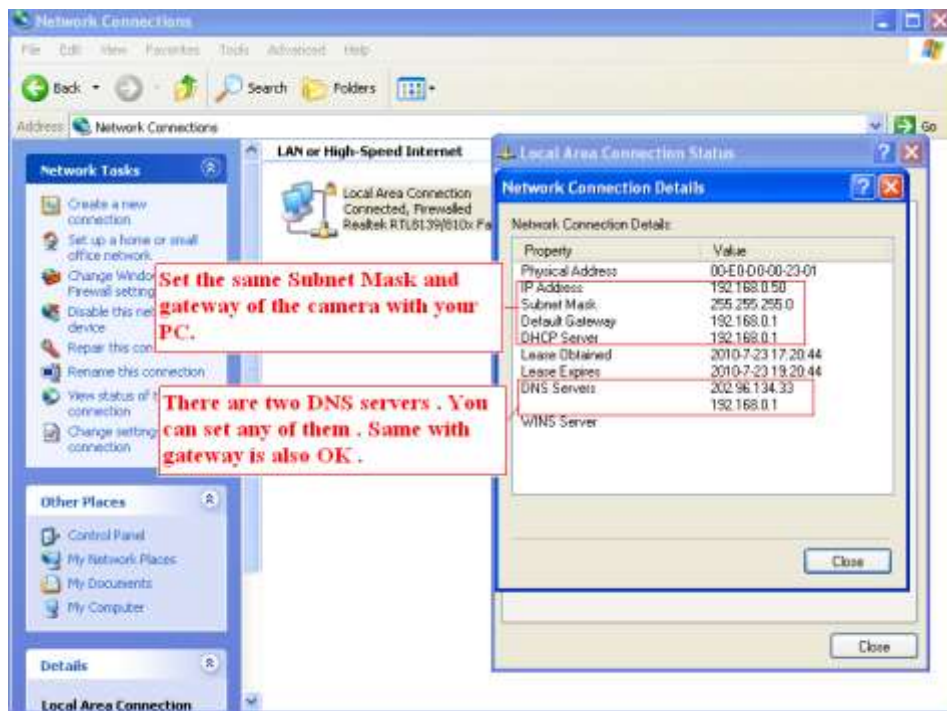 Network Connections
File Edit View Favorites Tools Advanced Help
Back Search Folders
Address Network Connections Go
Network Tasks
Create a new
connection
Set up a home or small
office network
Change Windo
Firewall setting
Disable this net
device
Repair this con
Rename this connection
View status of t
connection
Change setting
connection
Other Places
Control Panel
My Network Places
My Documents
My Computer
Details
Local Area Connection
LAN or High-Speed Internet
Local Area Connection
Connected, Firewalled
Realtek RTL8139/810x Fa
Set the same Subnet Mask and
gateway of the camera with your
PC.
There are two DNS servers . You
can set any of them . Same with
gateway is also OK .
Local Area Connection Status
Network Connection Details
Network Connection Details:
Property Value
Physical Address 00-E0-D0-00-23-01
IP Address 192.168.0.50
Subnet Mask 255.255.255.0
Default Gateway 192.168.0.1
DHCP Server 192.168.0.1
Lease Obtained 2010-7-23 17:20:44
Lease Expires 2010-7-23 19:20:44
DNS Servers 202.96.134.33
192.168.0.1
WINS Server
Close
Close